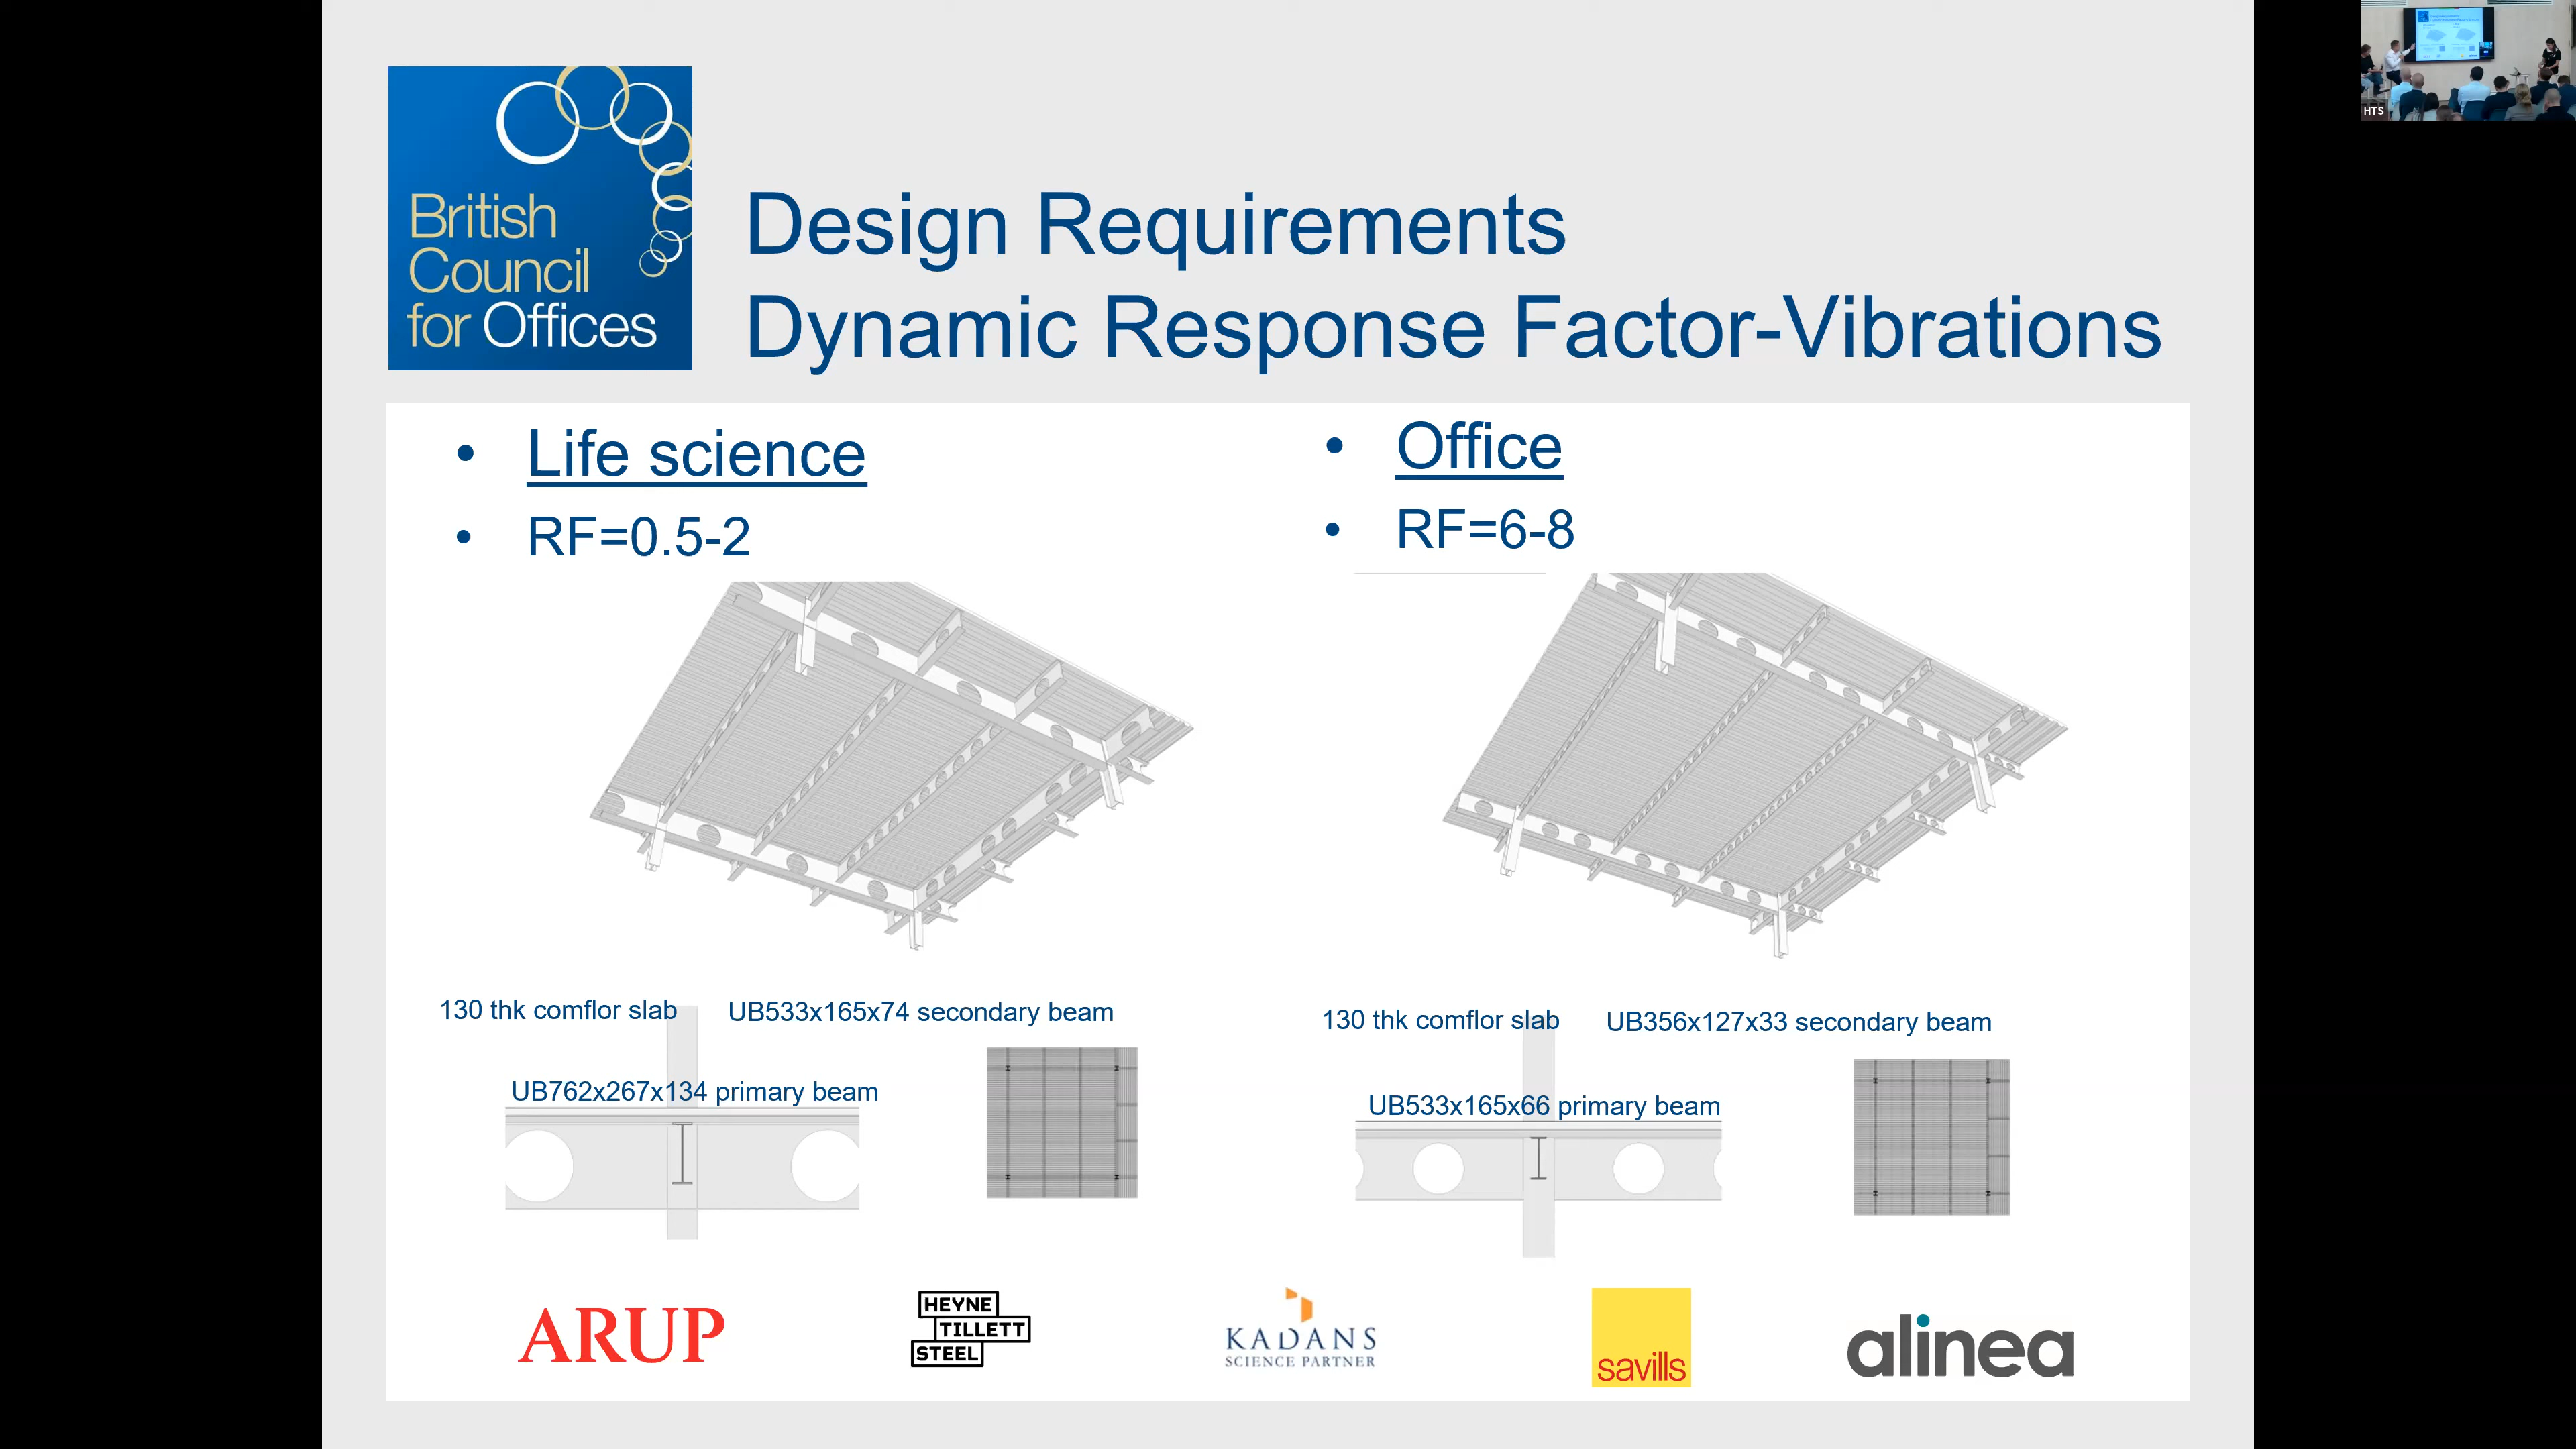 British
Council
for Offices
Design Requirements
Dynamic Response Factor-Vibrations
• Life science
• RF=0.5-2
130 thk comflor slab
UB533x165x74 secondary beam
UB762x267x134 primary beam
• Office
• RF=6-8
130 thk comflor slab
UB356x127x33 secondary beam
UB533x165x66 primary beam
ARUP
HEYNE
TILLETT
STEEL
KADANS
SCIENCE PARTNER
savills
alinea
HTS